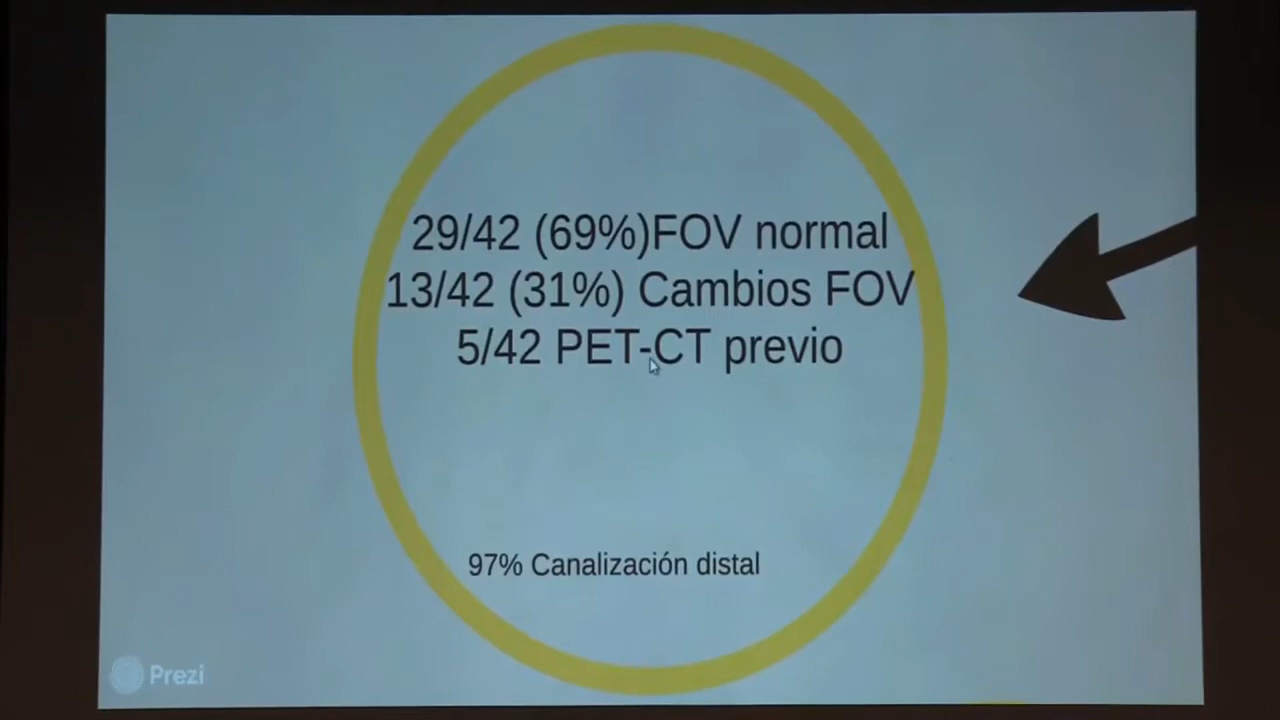 29/42 (69%)FOV normal
13/42 (31%) Cambios FOV
5/42 PET-CT previo
97% Canalización distal
Prezi